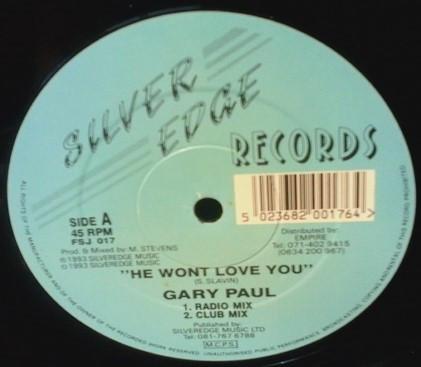 SILVER
EDGE
RECORDS
SIDE A
45 RPM
FSJ 017
Prod. & Mixed by: M. STEVENS
℗ 1993 SILVEREDGE MUSIC
© 1993 SILVEREDGE MUSIC
5 023682 001764 >
Distributed by:
EMPIRE
Tel: 071-402 9415
(0634 200 967)
"HE WONT LOVE YOU"
(S. SLAVIN)
GARY PAUL
1. RADIO MIX
2. CLUB MIX
Published by:
SILVEREDGE MUSIC LTD
Tel: 081-767 6788
M.C.P.S.
ALL RIGHTS OF THE MANUFACTURER AND OF THE OWNER OF THE RECORDED WORK RESERVED. UNAUTHORISED PUBLIC PERFORMANCE, BROADCASTING, COPYING AND RENTAL OF THIS RECORD PROHIBITED.